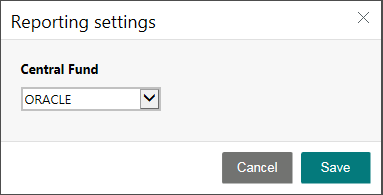 Reporting settings
Central Fund
ORACLE
Cancel Save